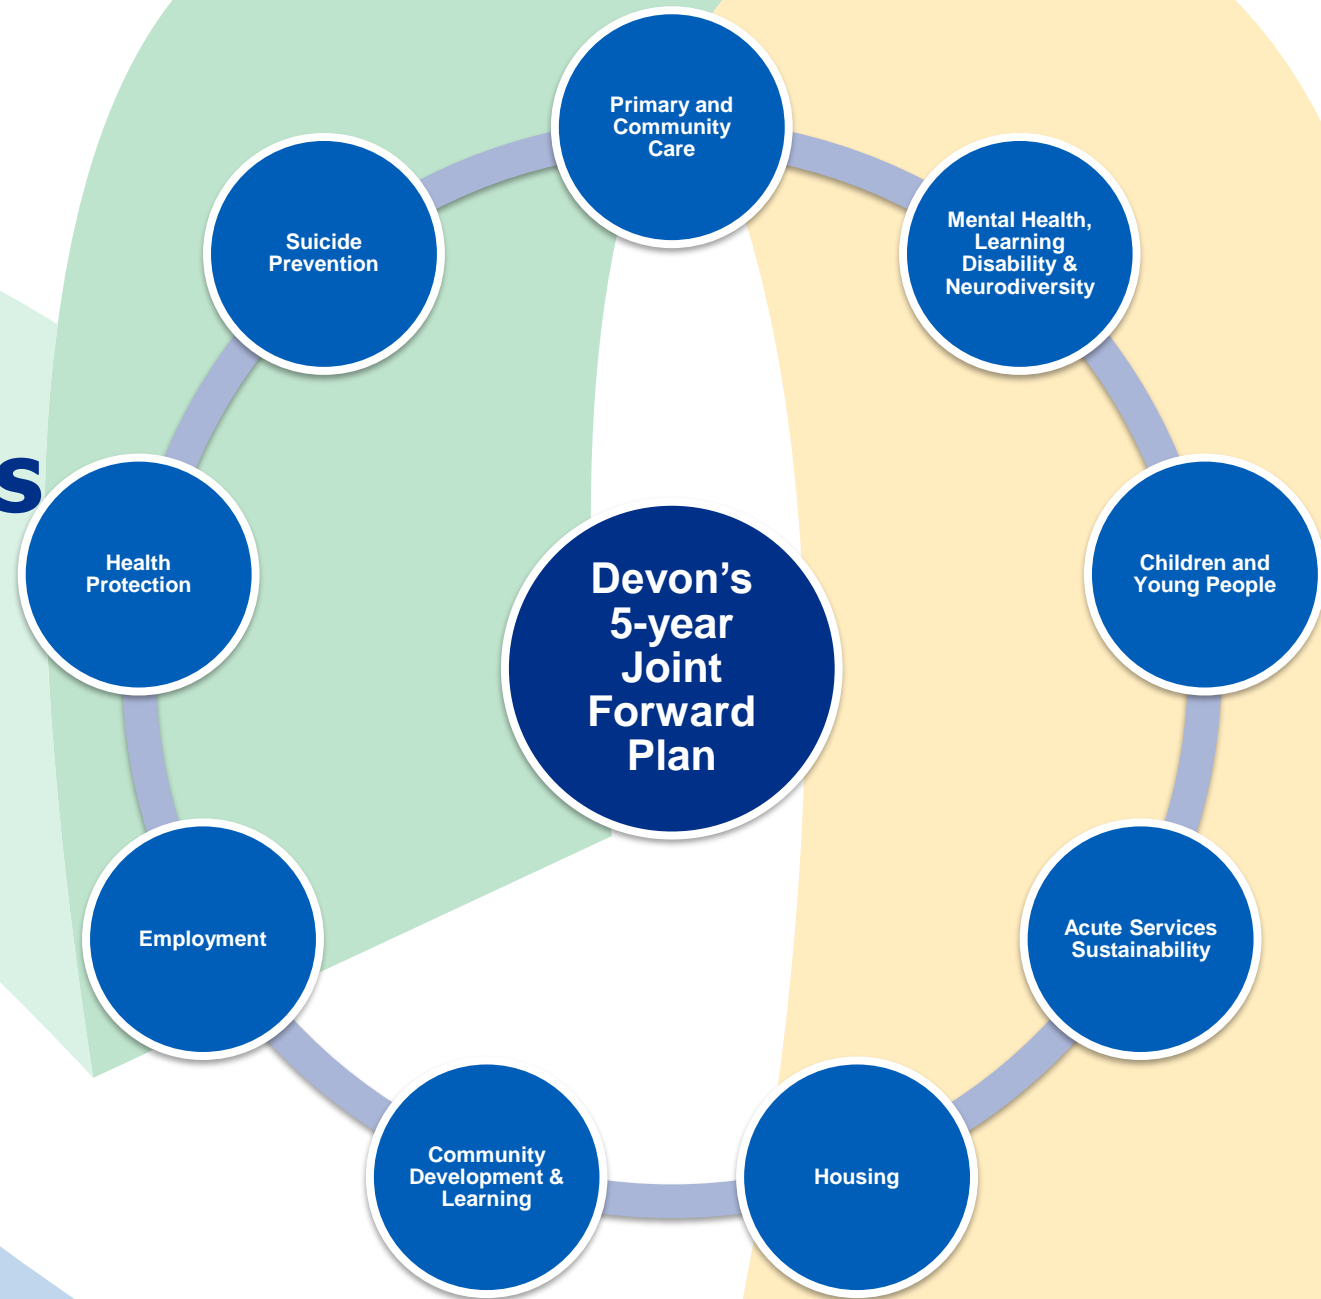 Primary and
Community
Care
Mental Health,
Learning
Disability &
Neurodiversity
Children and
Young People
Acute Services
Sustainability
Housing
Community
Development &
Learning
Employment
Health
Protection
Suicide
Prevention
Devon’s
5-year
Joint
Forward
Plan
s